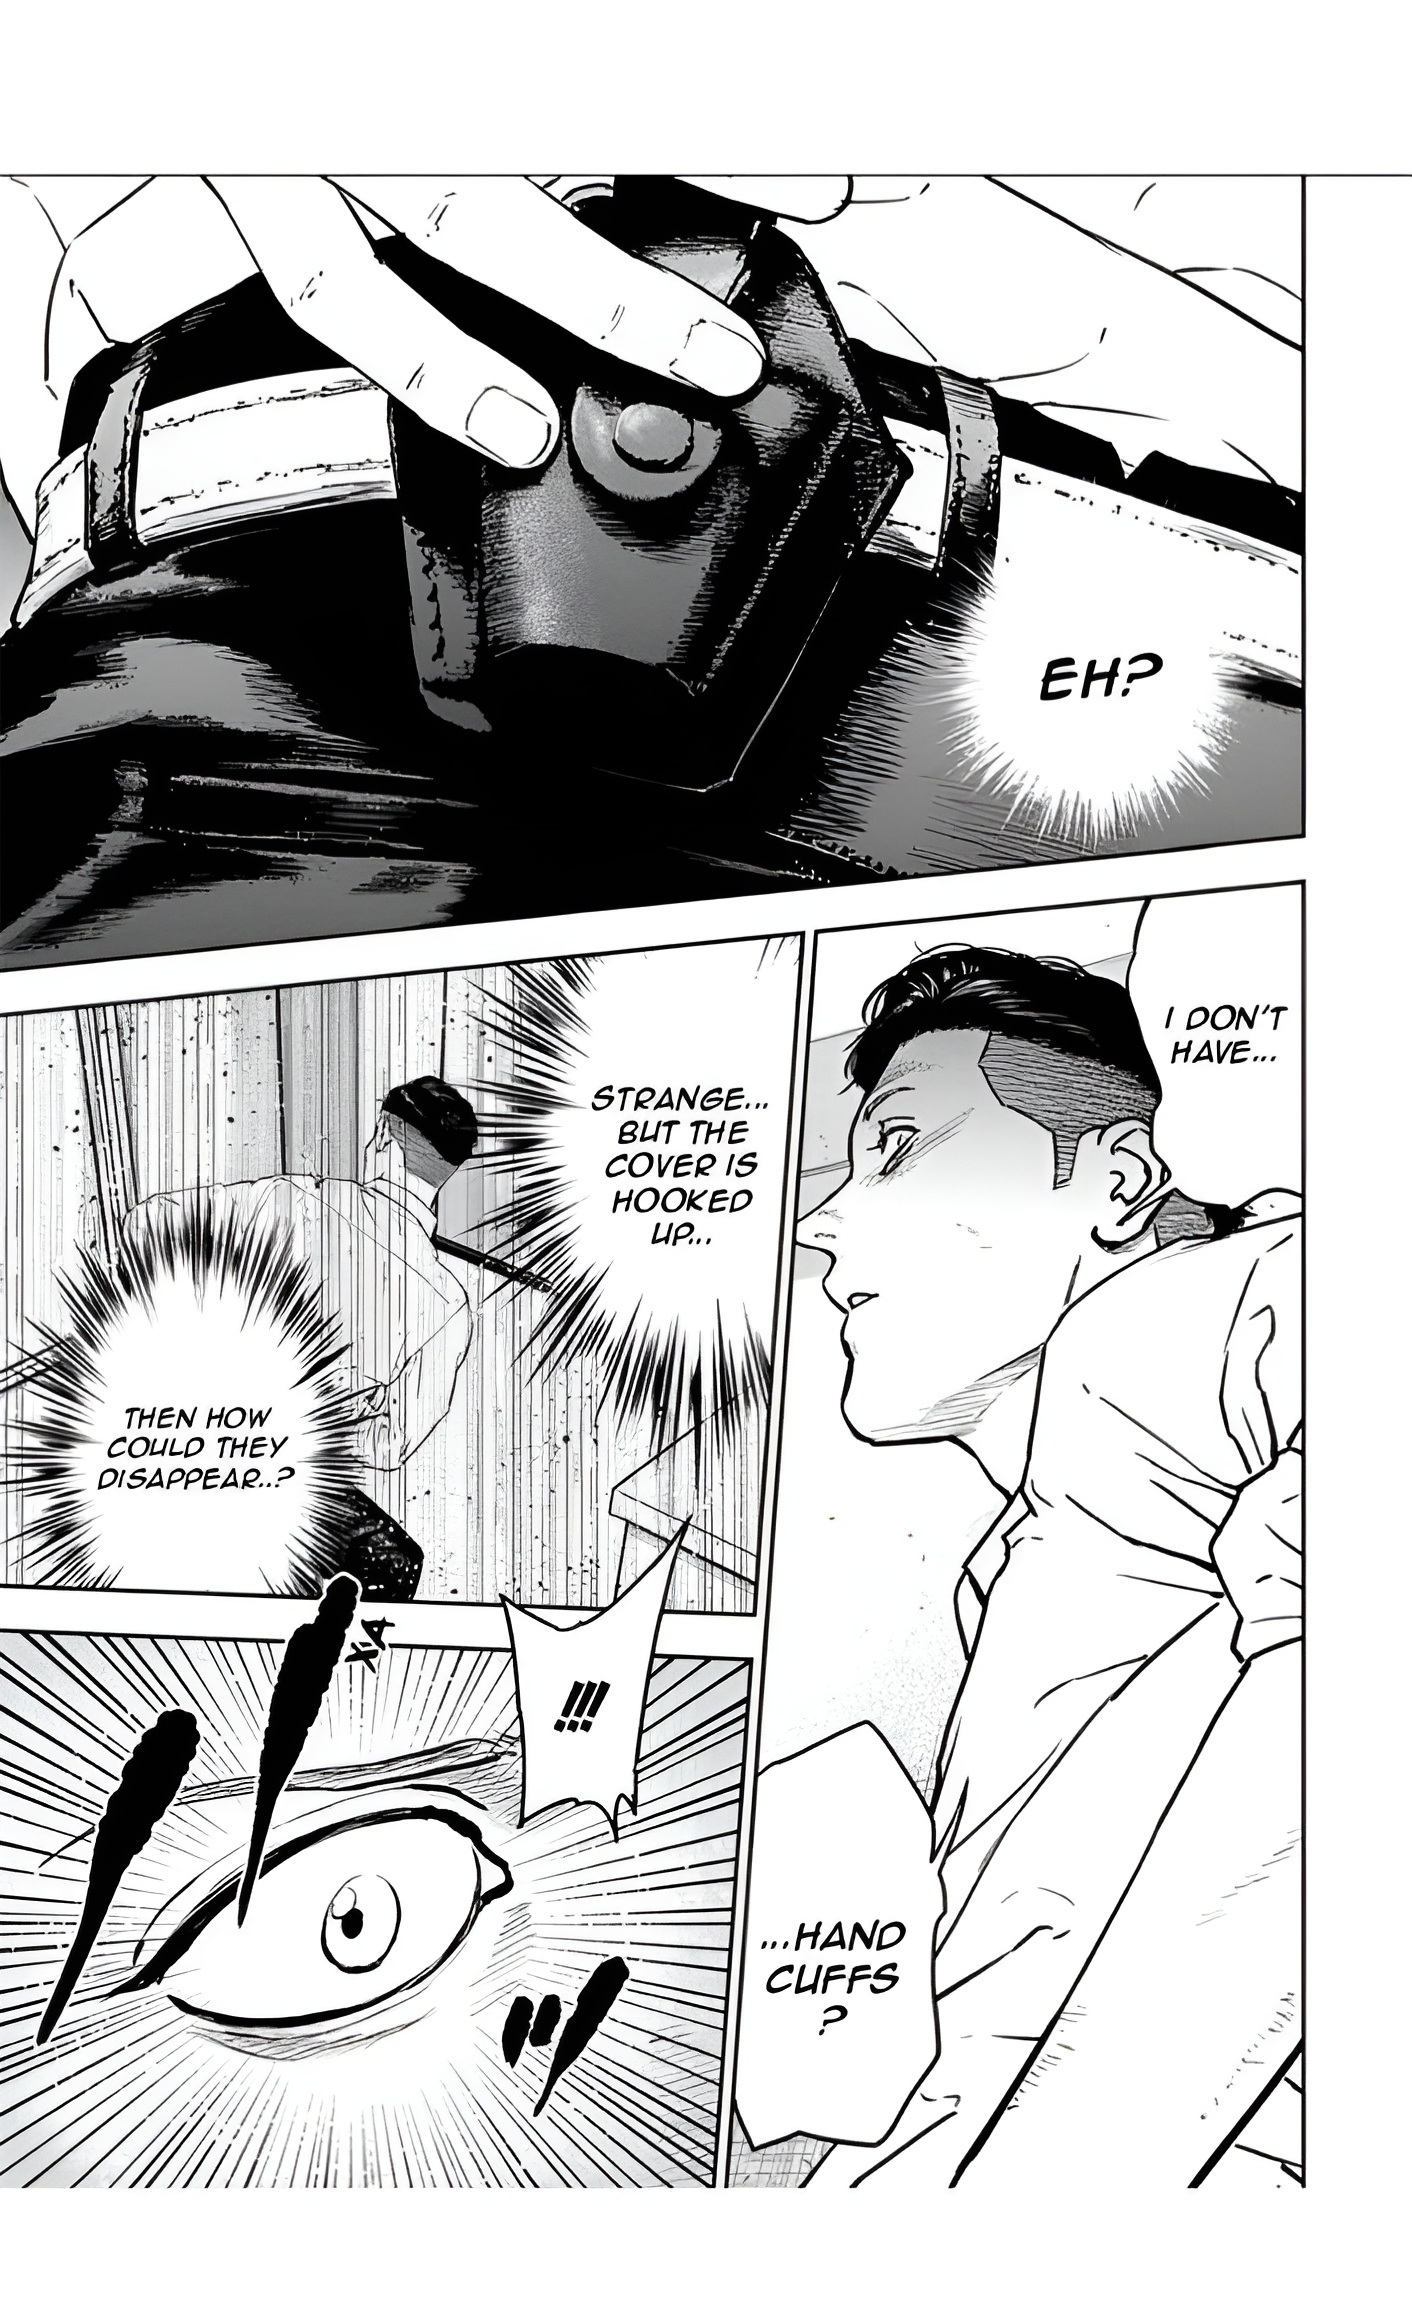 EH?
I DON'T
HAVE...
...HAND
CUFFS
?
STRANGE...
BUT THE
COVER IS
HOOKED
UP...
THEN HOW
COULD THEY
DISAPPEAR..?
!!!